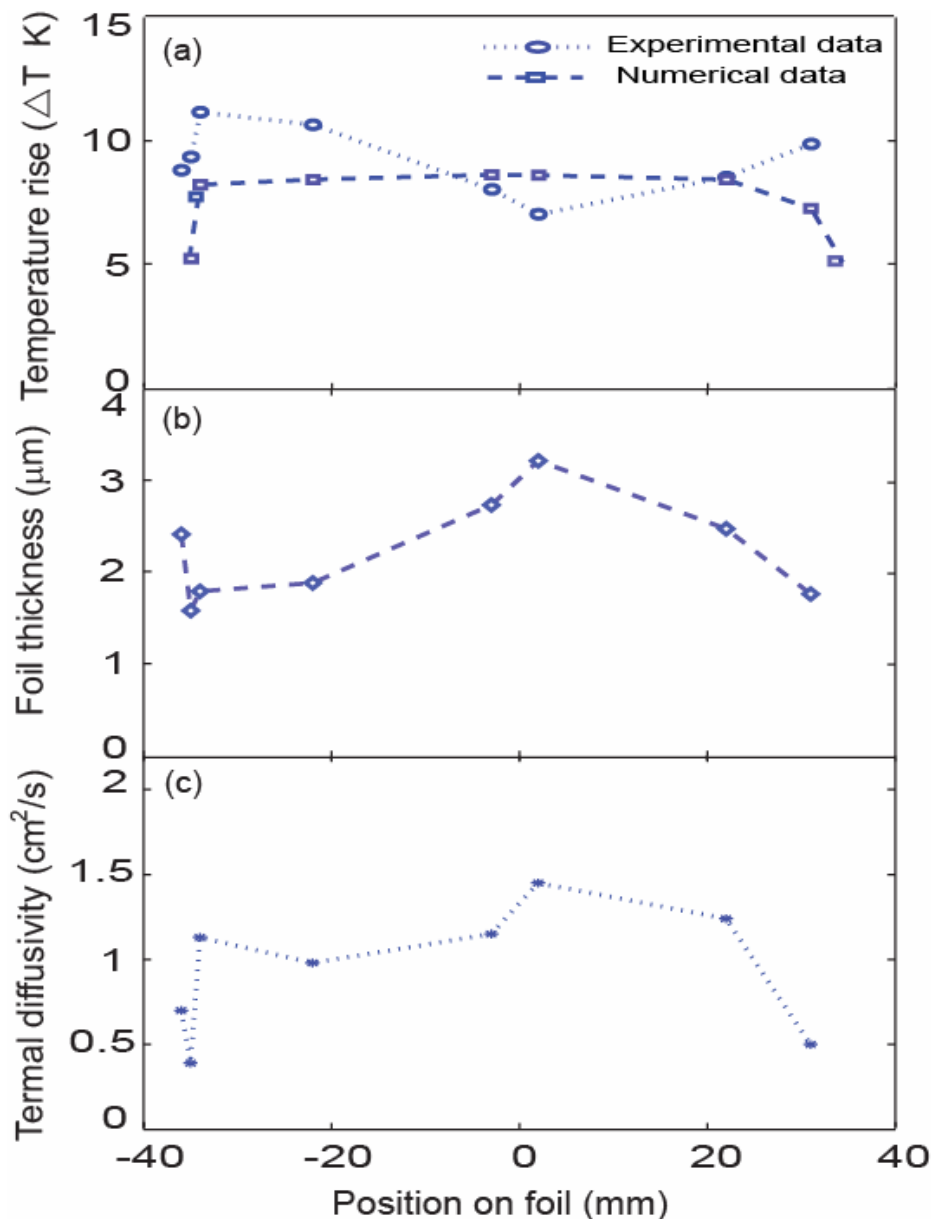 15
(a)
Experimental data
Numerical data
10
5
0
Temperature rise (△T K)
4
(b)
3
2
1
0
Foil thickness (μm)
2
(c)
1.5
1
0.5
0
Termal diffusivity (cm²/s)
-40
-20
0
20
40
Position on foil (mm)